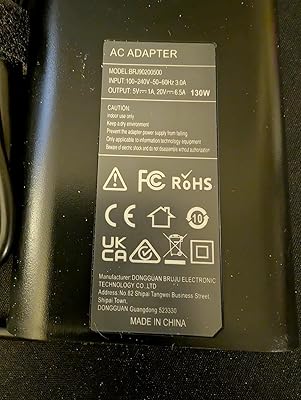 AC ADAPTER
MODEL:BRJ90200500
INPUT:100-240V~50-60Hz 3.0A
OUTPUT: 5V⎓1A, 20V⎓6.5A 130W
CAUTION:
Indoor use only
Keep a dry environment
Prevent the adapter power supply from falling
Only applicable to information technology equipment
Beware of electric shock and do not disassemble without authorization
FC RoHS
CE 10
UK
CA
Manufacturer: DONGGUAN BRUJU ELECTRONIC
TECHNOLOGY CO., LTD
Address:No.82 Shipai Tangwei Business Street
Shipai Town,
DONGGUAN Guangdong 523330
MADE IN CHINA